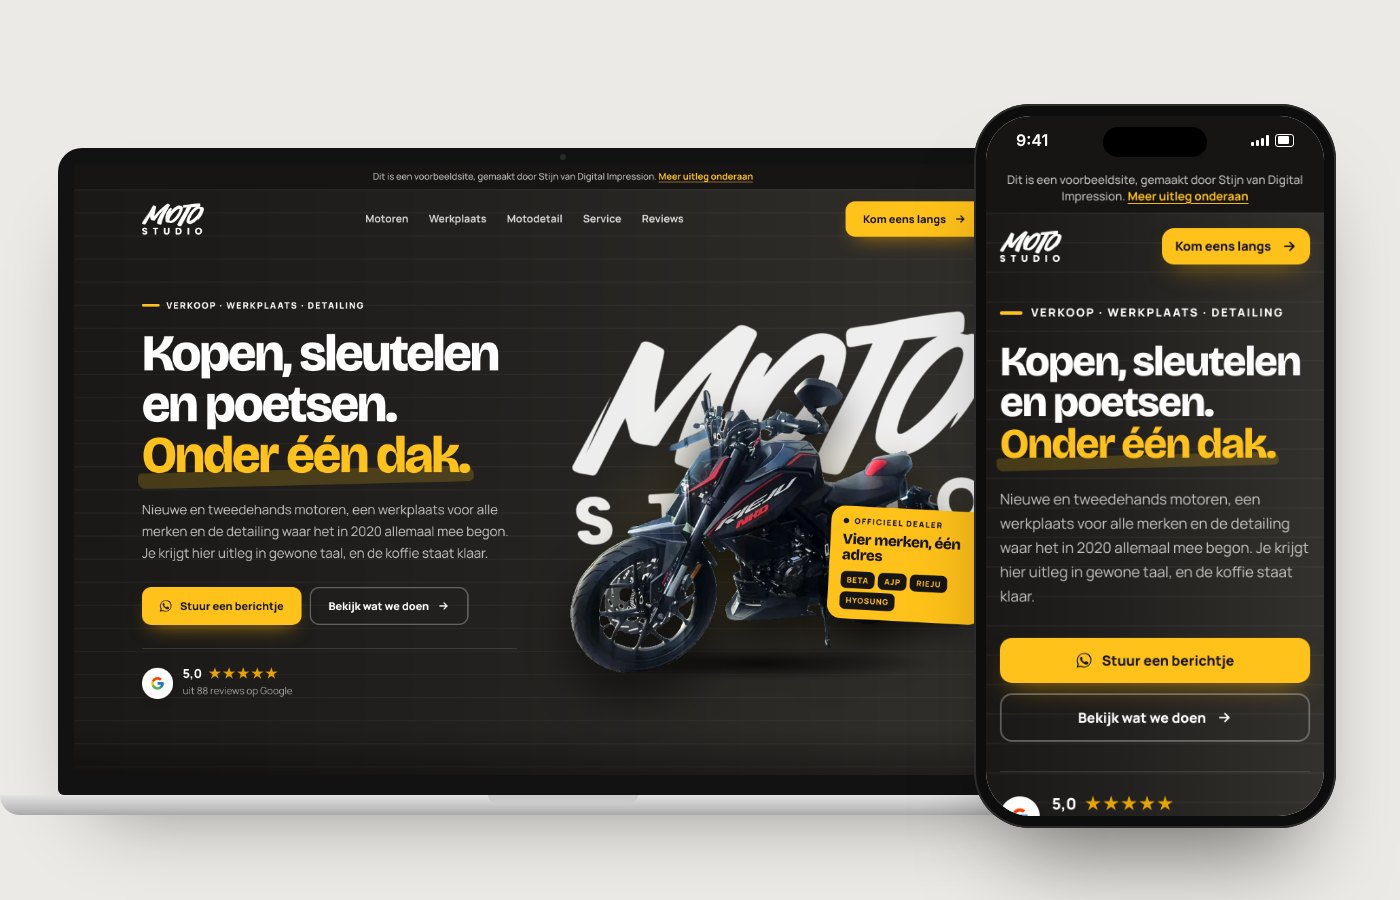 Dit is een voorbeeldsite, gemaakt door Stijn van Digital Impression. Meer uitleg onderaan
MOTO
STUDIO
Motoren Werkplaats Motodetail Service Reviews
Kom eens langs →
VERKOOP · WERKPLAATS · DETAILING
Kopen, sleutelen
en poetsen.
Onder één dak.
Nieuwe en tweedehands motoren, een werkplaats voor alle
merken en de detailing waar het in 2020 allemaal mee begon.
Je krijgt hier uitleg in gewone taal, en de koffie staat klaar.
Stuur een berichtje
Bekijk wat we doen →
5,0 ★★★★★
uit 88 reviews op Google
MOTO
RIEJU
NKD
OFFICIEEL DEALER
Vier merken, één
adres
BETA AJP RIEJU
HYOSUNG
9:41
Dit is een voorbeeldsite, gemaakt door Stijn van Digital
Impression. Meer uitleg onderaan
MOTO
STUDIO
Kom eens langs →
VERKOOP · WERKPLAATS · DETAILING
Kopen, sleutelen
en poetsen.
Onder één dak.
Nieuwe en tweedehands motoren, een
werkplaats voor alle merken en de detailing
waar het in 2020 allemaal mee begon. Je krijgt
hier uitleg in gewone taal, en de koffie staat
klaar.
Stuur een berichtje
Bekijk wat we doen →
5,0 ★★★★★